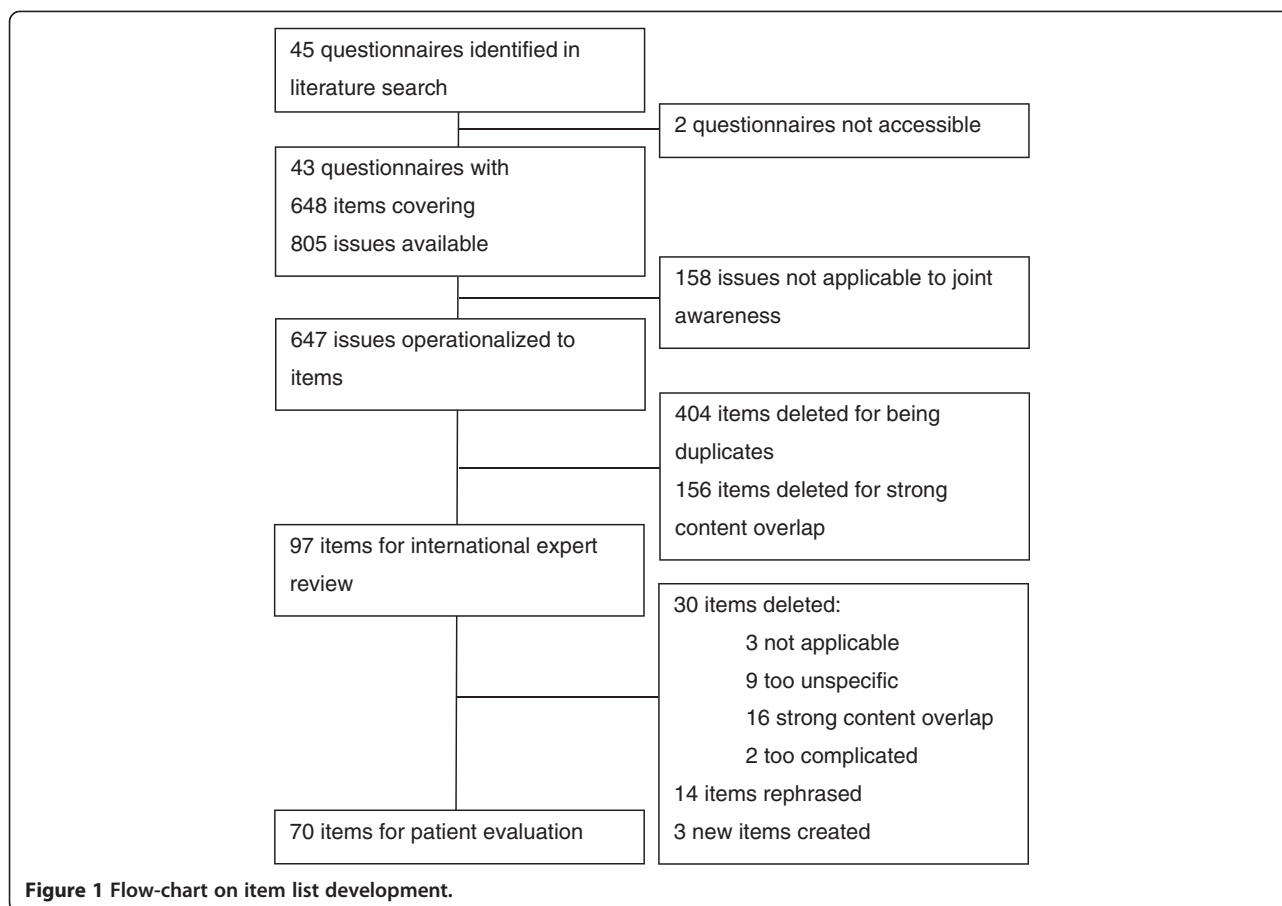 45 questionnaires identified in
literature search
2 questionnaires not accessible
43 questionnaires with
648 items covering
805 issues available
158 issues not applicable to joint
awareness
647 issues operationalized to
items
404 items deleted for being
duplicates
156 items deleted for strong
content overlap
97 items for international expert
review
30 items deleted:
3 not applicable
9 too unspecific
16 strong content overlap
2 too complicated
14 items rephrased
3 new items created
70 items for patient evaluation
Figure 1 Flow-chart on item list development.